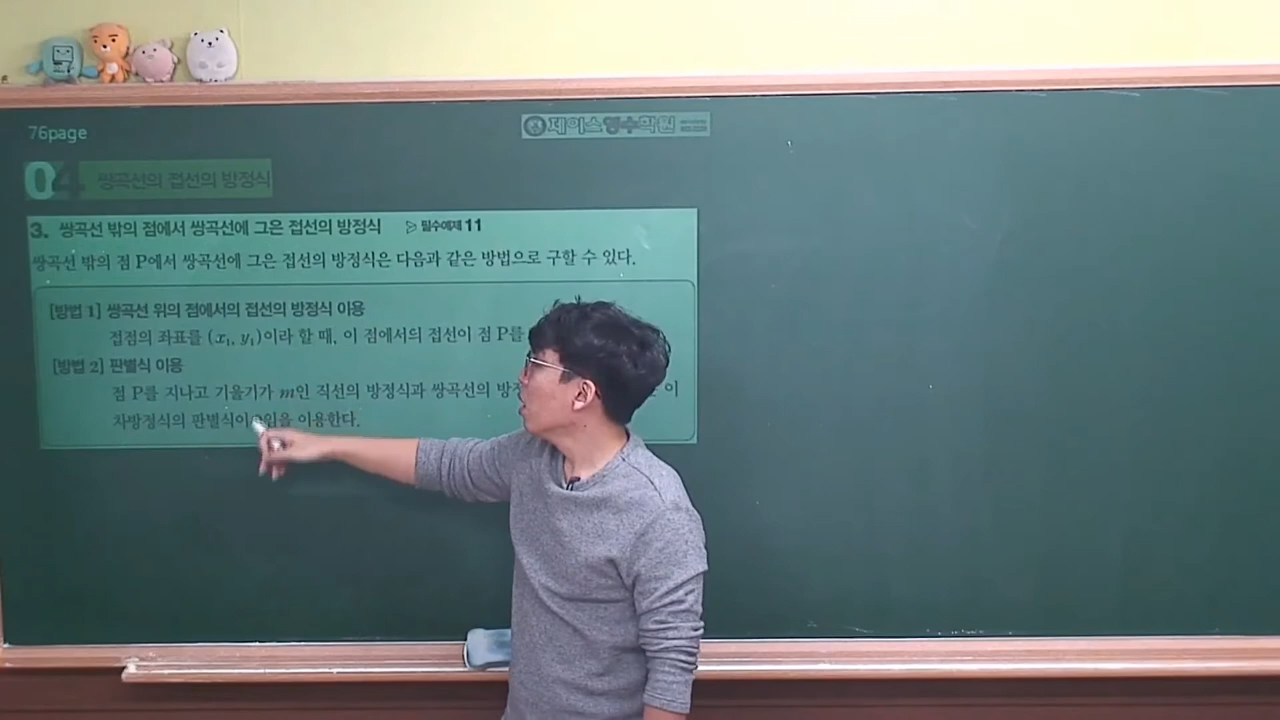 76page
제이스영수학원
04 쌍곡선의 접선의 방정식
3. 쌍곡선 밖의 점에서 쌍곡선에 그은 접선의 방정식 ▷ 필수예제 11
쌍곡선 밖의 점 P에서 쌍곡선에 그은 접선의 방정식은 다음과 같은 방법으로 구할 수 있다.
[방법 1] 쌍곡선 위의 점에서의 접선의 방정식 이용
접점의 좌표를 (x₁, y₁)이라 할 때, 이 점에서의 접선이 점 P를
[방법 2] 판별식 이용
점 P를 지나고 기울기가 m인 직선의 방정식과 쌍곡선의 이
차방정식의 판별식이 0임을 이용한다.